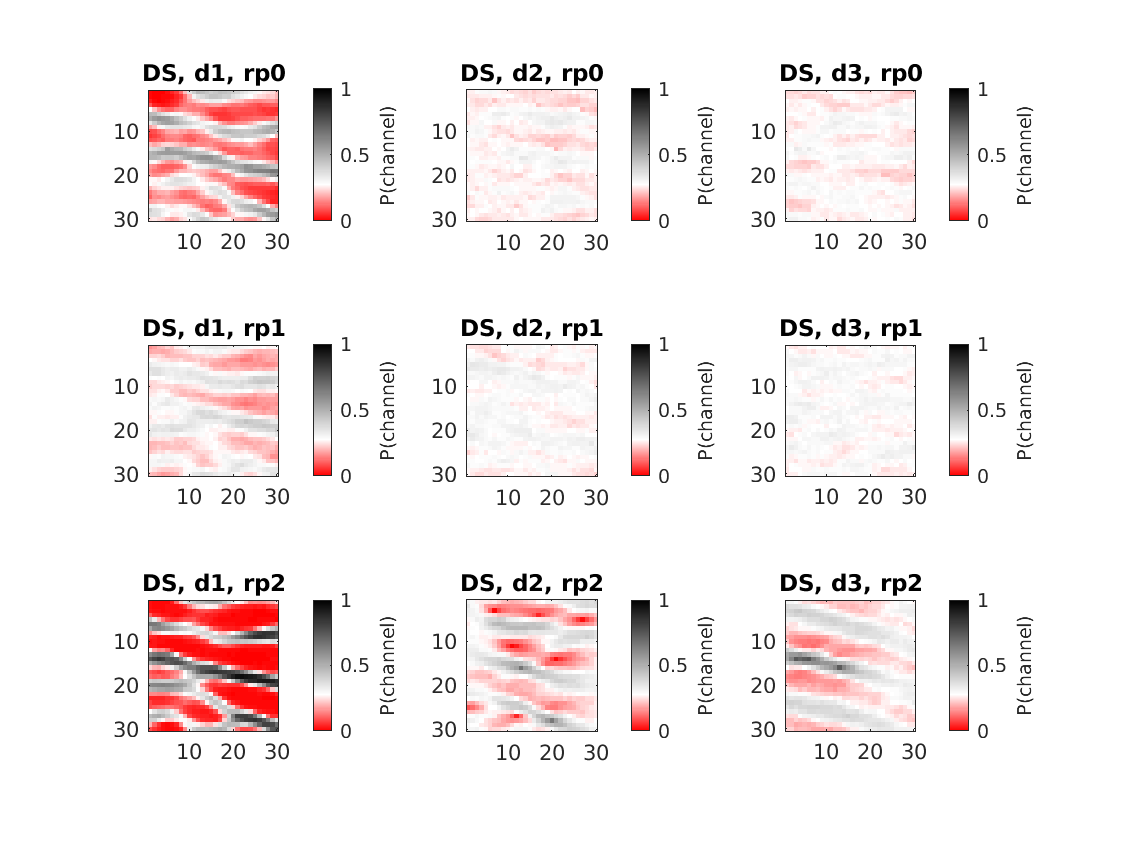 DS, d1, rp0
DS, d2, rp0
DS, d3, rp0
10
20
30
10 20 30
1
0.5
0
P(channel)
10
20
30
10 20 30
1
0.5
0
P(channel)
10
20
30
10 20 30
1
0.5
0
P(channel)
DS, d1, rp1
DS, d2, rp1
DS, d3, rp1
10
20
30
10 20 30
1
0.5
0
P(channel)
10
20
30
10 20 30
1
0.5
0
P(channel)
10
20
30
10 20 30
1
0.5
0
P(channel)
DS, d1, rp2
DS, d2, rp2
DS, d3, rp2
10
20
30
10 20 30
1
0.5
0
P(channel)
10
20
30
10 20 30
1
0.5
0
P(channel)
10
20
30
10 20 30
1
0.5
0
P(channel)